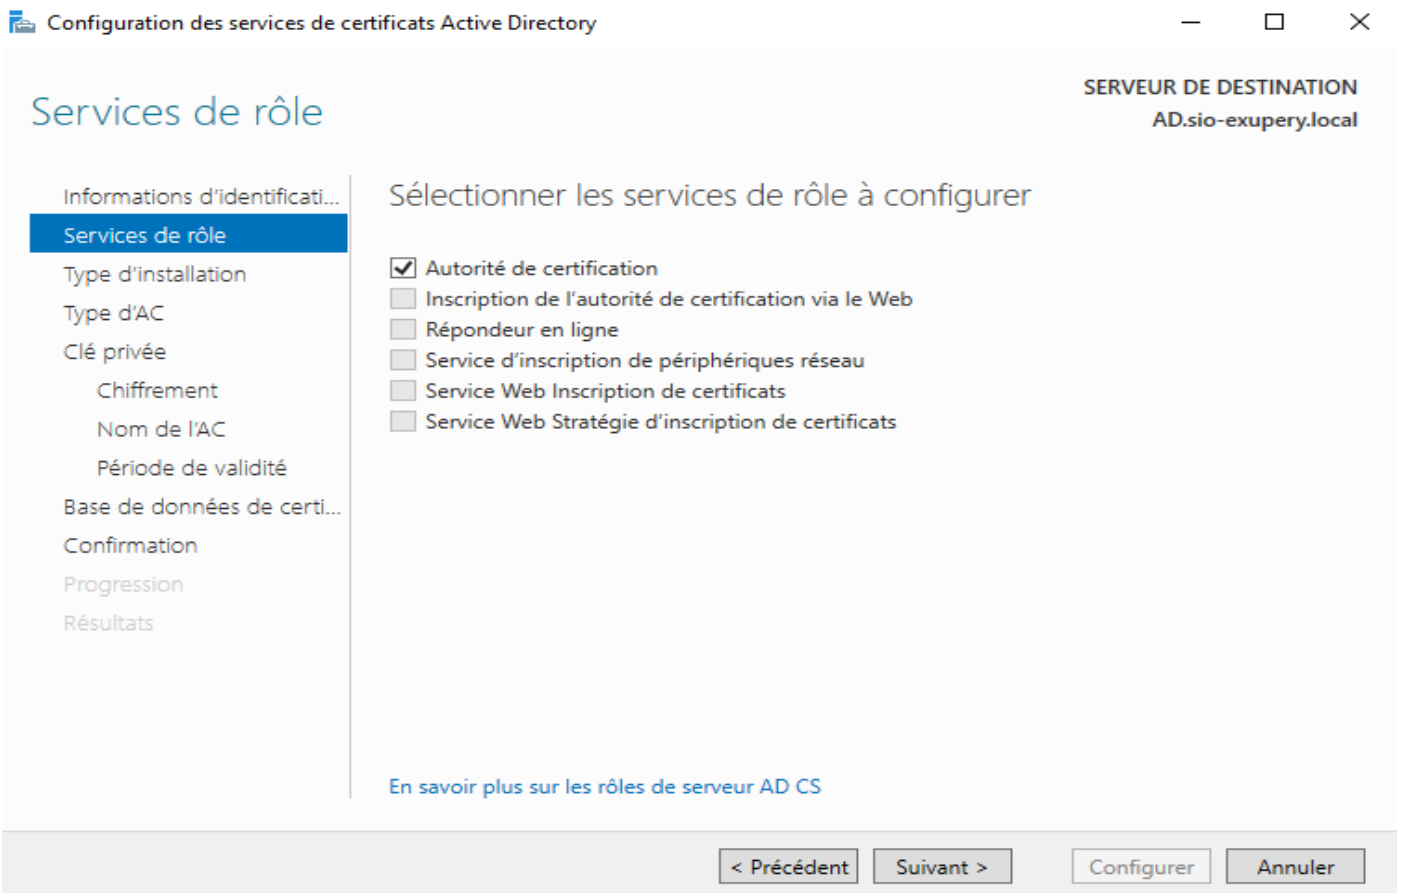 Configuration des services de certificats Active Directory
Services de rôle
SERVEUR DE DESTINATION
AD.sio-exupery.local
Informations d'identificati...
Services de rôle
Type d'installation
Type d'AC
Clé privée
Chiffrement
Nom de l'AC
Période de validité
Base de données de certi...
Confirmation
Progression
Résultats
Sélectionner les services de rôle à configurer
Autorité de certification
Inscription de l'autorité de certification via le Web
Répondeur en ligne
Service d'inscription de périphériques réseau
Service Web Inscription de certificats
Service Web Stratégie d'inscription de certificats
En savoir plus sur les rôles de serveur AD CS
< Précédent
Suivant >
Configurer
Annuler